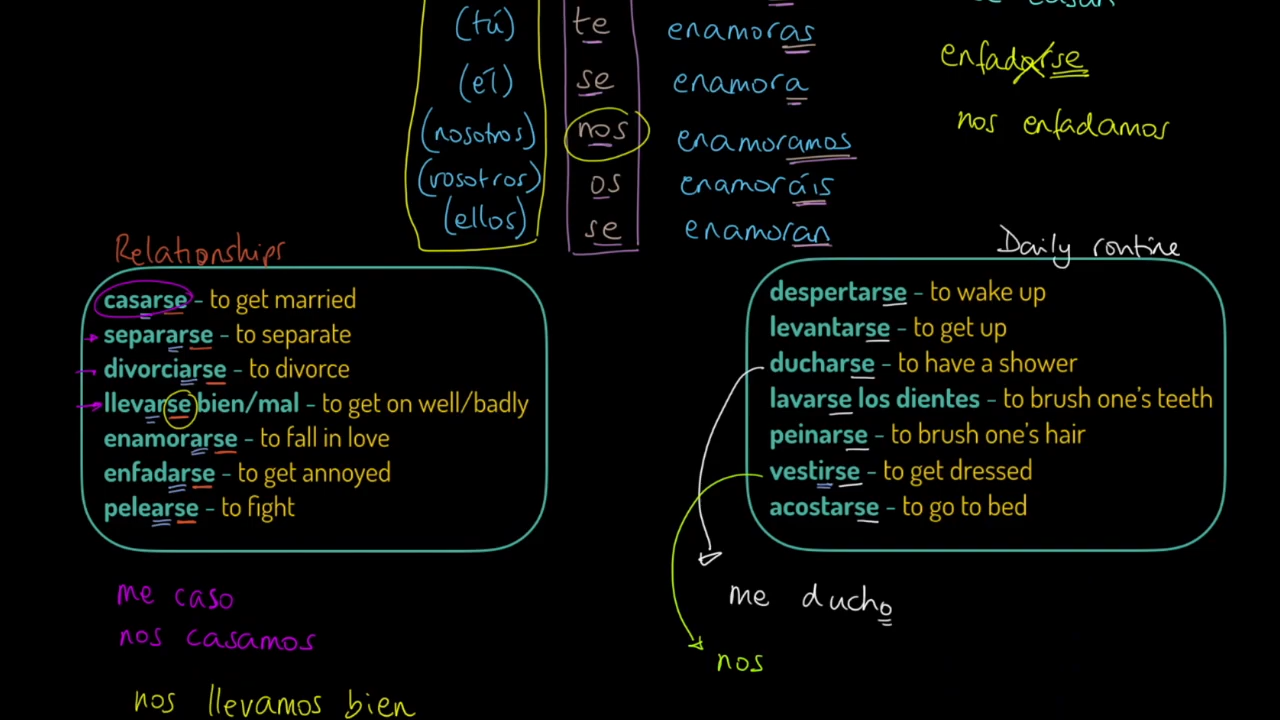 (tú) te enamoras
enfadarse
(él) se enamora
nos enfadamos
(nosotros) nos enamoramos
(vosotros) os enamoráis
(ellos) se enamoran
Relationships
casarse - to get married
separarse - to separate
divorciarse - to divorce
llevarse bien/mal - to get on well/badly
enamorarse - to fall in love
enfadarse - to get annoyed
pelearse - to fight
me caso
nos casamos
nos llevamos bien
Daily routine
despertarse - to wake up
levantarse - to get up
ducharse - to have a shower
lavarse los dientes - to brush one's teeth
peinarse - to brush one's hair
vestirse - to get dressed
acostarse - to go to bed
me ducho
nos